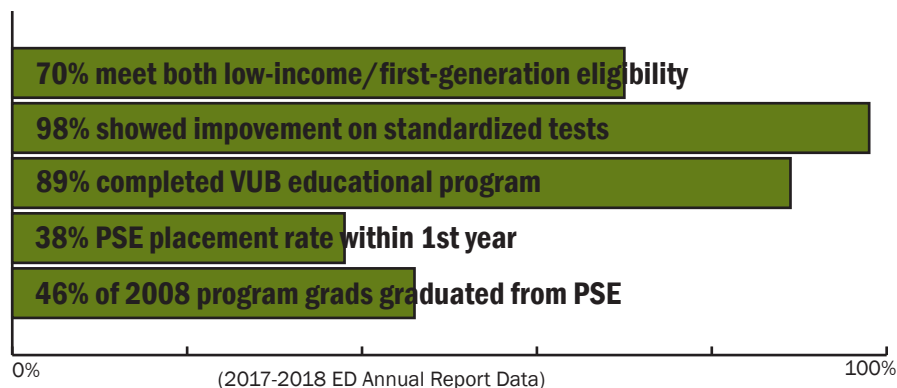 70% meet both low-income/first-generation eligibility
98% showed impovement on standardized tests
89% completed VUB educational program
38% PSE placement rate within 1st year
46% of 2008 program grads graduated from PSE
0%
100%
(2017-2018 ED Annual Report Data)